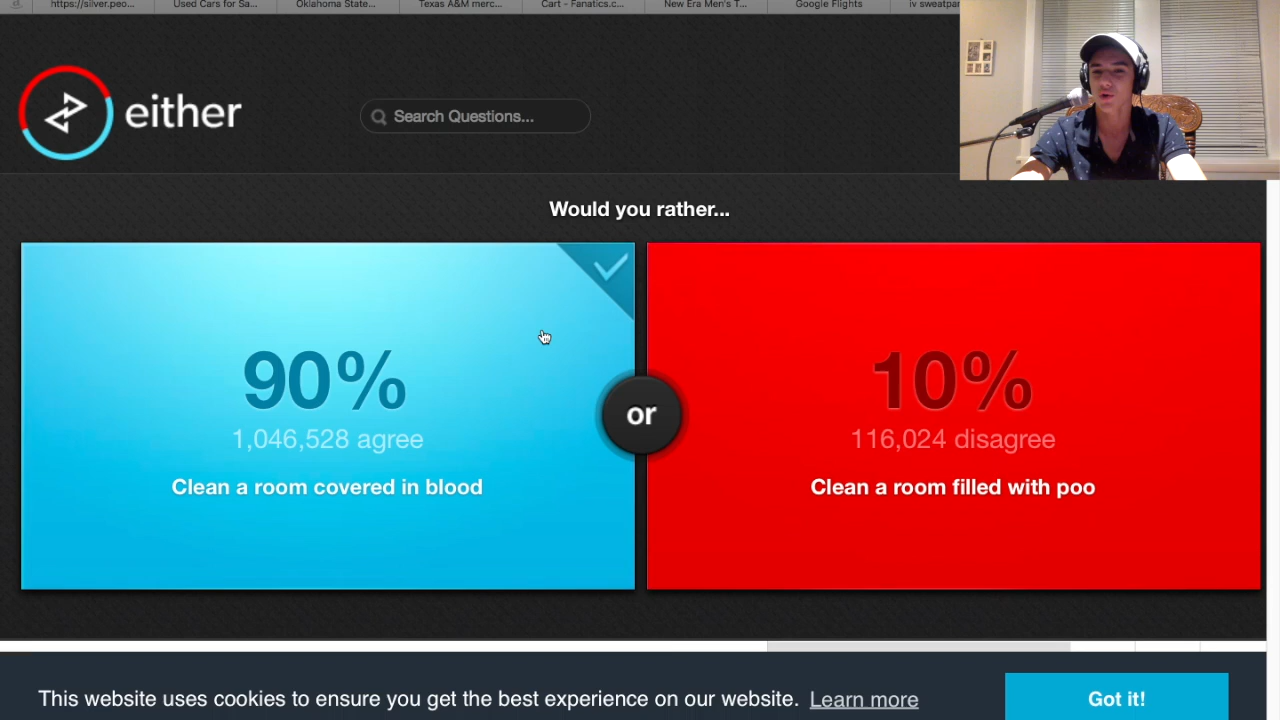 https://silver.peo...
Used Cars for Sa...
Oklahoma State...
Texas A&M merc...
Cart - Fanatics.c...
New Era Men's T...
Google Flights
iv sweatpan
either
Search Questions...
Would you rather...
90%
1,046,528 agree
Clean a room covered in blood
or
10%
116,024 disagree
Clean a room filled with poo
This website uses cookies to ensure you get the best experience on our website. Learn more
Got it!